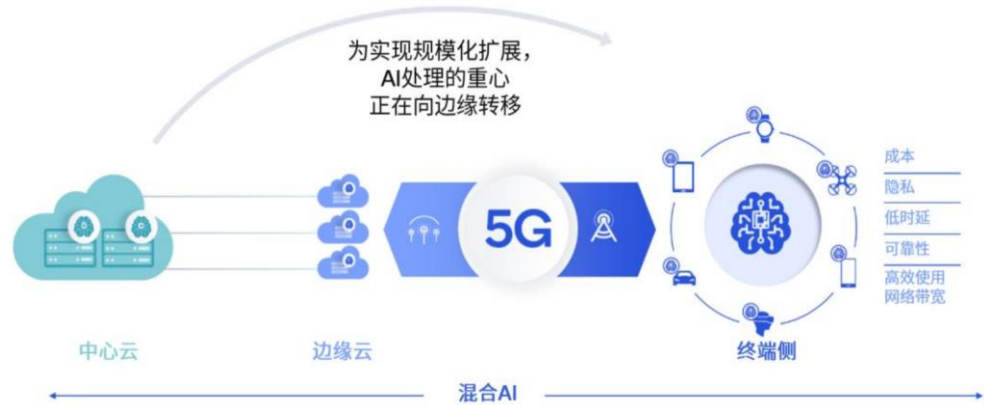 为实现规模化扩展，
AI处理的重心
正在向边缘转移
5G
成本
隐私
低时延
可靠性
高效使用
网络带宽
中心云
边缘云
终端侧
混合AI